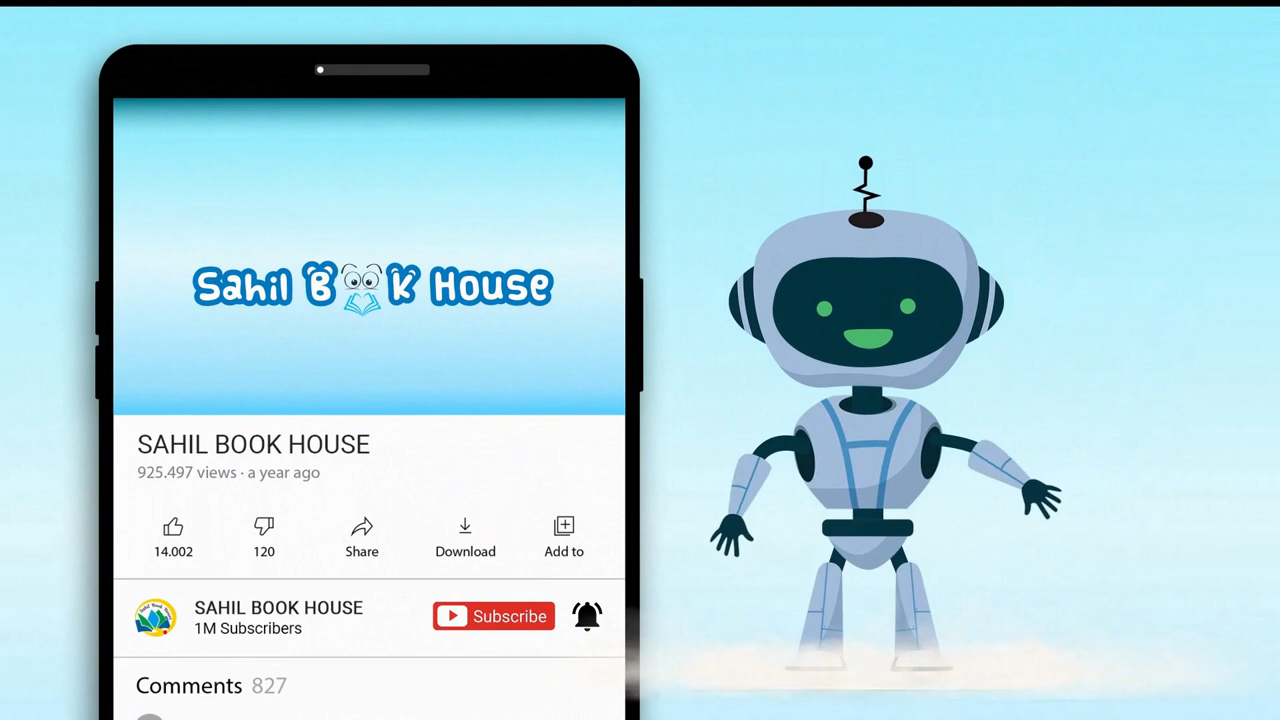 Sahil Book House
SAHIL BOOK HOUSE
925.497 views · a year ago
14.002
120
Share
Download
Add to
SAHIL BOOK HOUSE
1M Subscribers
Subscribe
Comments 827